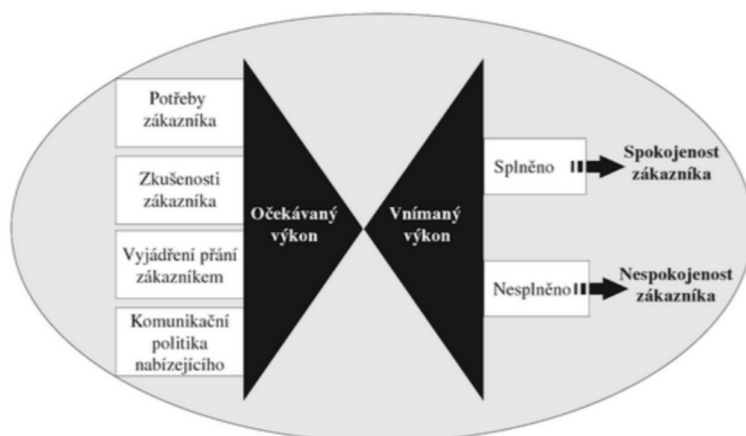 Potřeby
zákazníka
Zkušenosti
zákazníka
Vyjádření přání
zákazníkem
Komunikační
politika
nabízejícího
Očekávaný
výkon
Vnímaný
výkon
Splněno
Spokojenost
zákazníka
Nesplněno
Nespokojenost
zákazníka